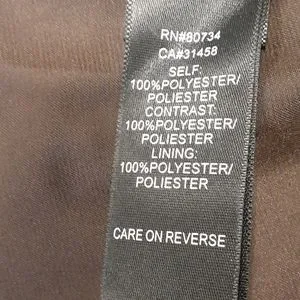 RN#80734
CA#31458
SELF:
100%POLYESTER/
POLIESTER
CONTRAST:
100%POLYESTER/
POLIESTER
LINING:
100%POLYESTER/
POLIESTER
CARE ON REVERSE